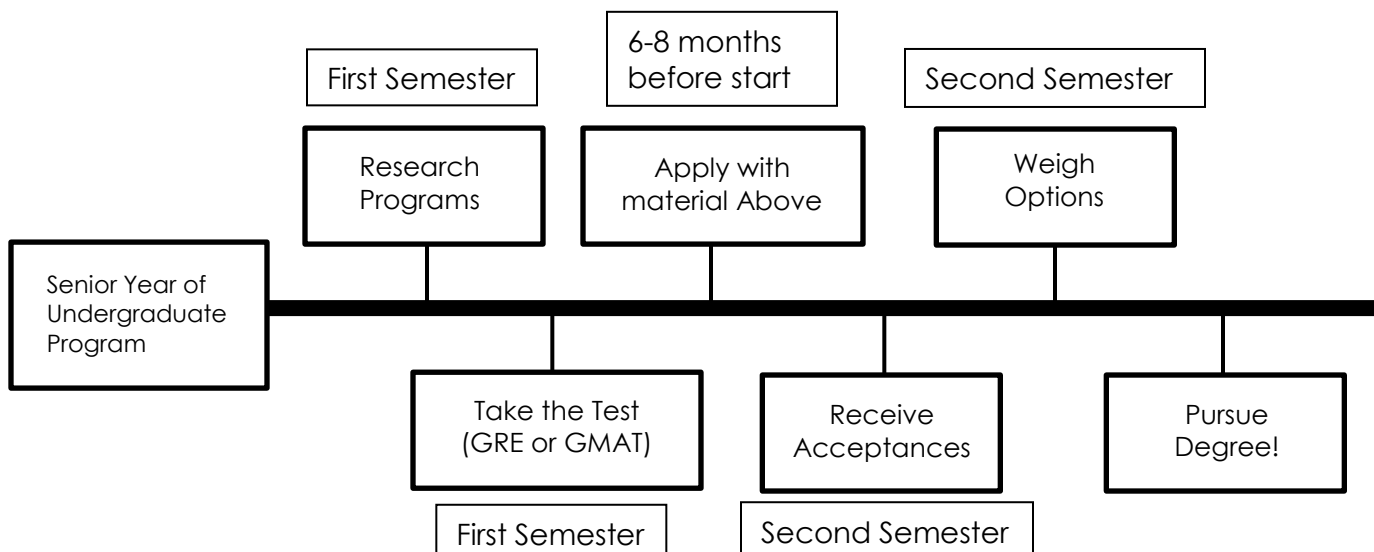 6-8 months
before start
First Semester
Second Semester
Research
Programs
Apply with
material Above
Weigh
Options
Senior Year of
Undergraduate
Program
Take the Test
(GRE or GMAT)
Receive
Acceptances
Pursue
Degree!
First Semester
Second Semester